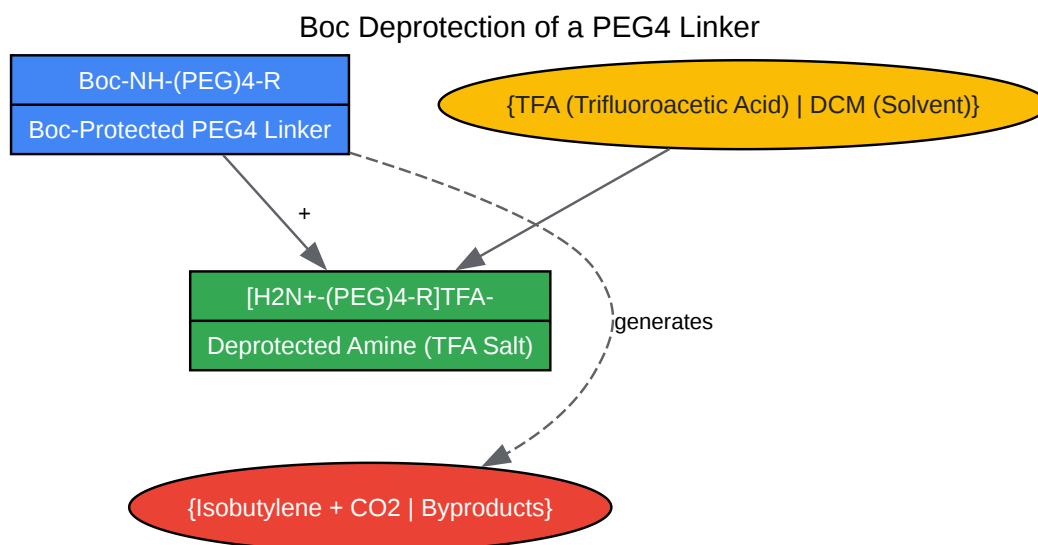 Boc Deprotection of a PEG4 Linker
Boc-NH-(PEG)4-R
Boc-Protected PEG4 Linker
{TFA (Trifluoroacetic Acid) | DCM (Solvent)}
+
[H2N+-(PEG)4-R]TFA-
Deprotected Amine (TFA Salt)
generates
{Isobutylene + CO2 | Byproducts}